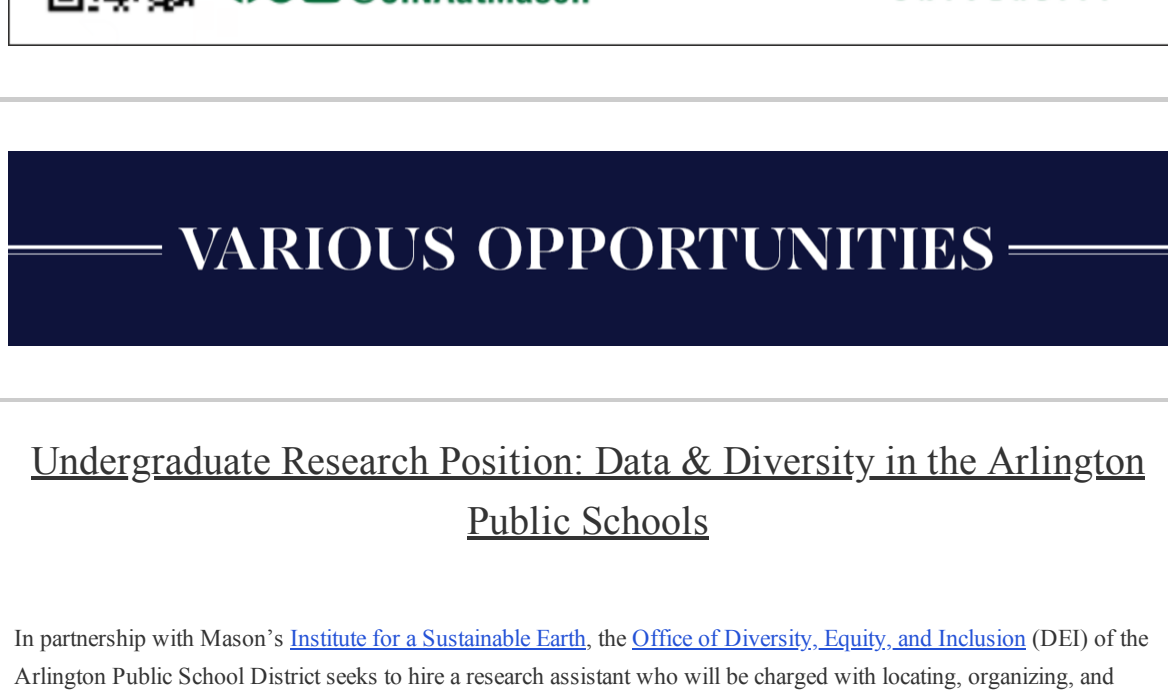 VARIOUS OPPORTUNITIES
Undergraduate Research Position: Data & Diversity in the Arlington
Public Schools
In partnership with Mason’s Institute for a Sustainable Earth, the Office of Diversity, Equity, and Inclusion (DEI) of the
Arlington Public School District seeks to hire a research assistant who will be charged with locating, organizing, and